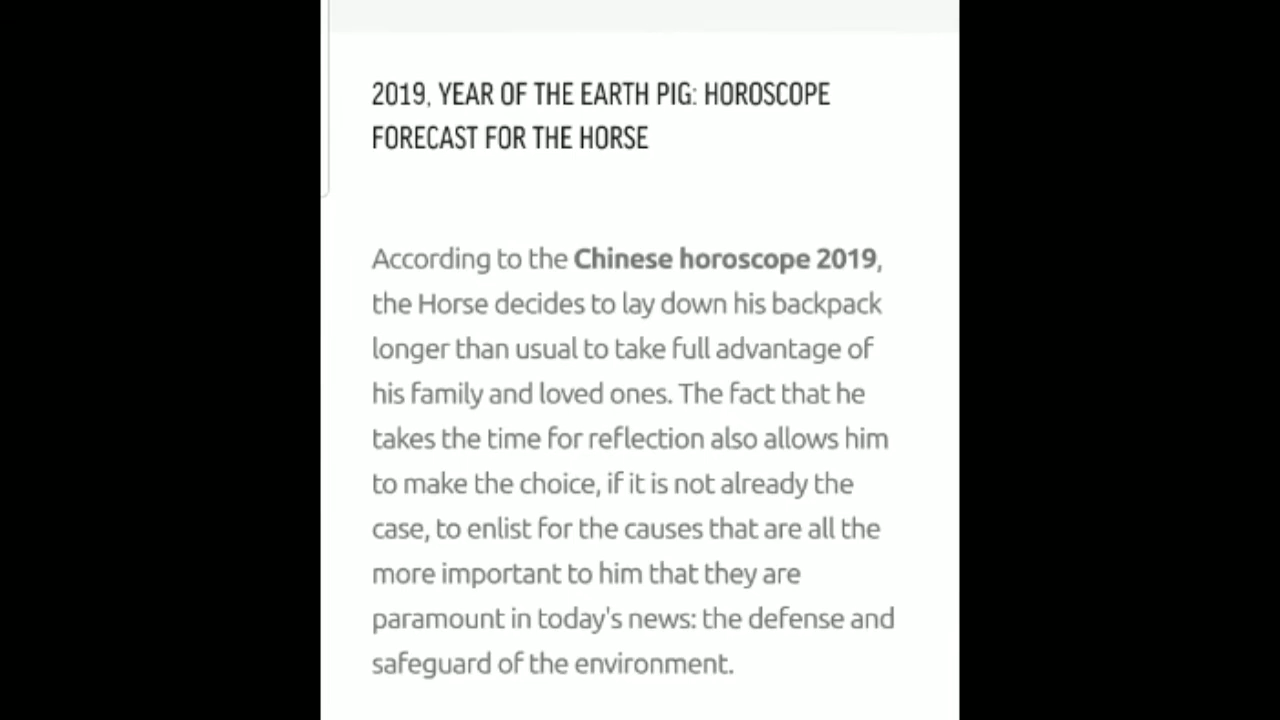 2019, YEAR OF THE EARTH PIG: HOROSCOPE
FORECAST FOR THE HORSE
According to the Chinese horoscope 2019,
the Horse decides to lay down his backpack
longer than usual to take full advantage of
his family and loved ones. The fact that he
takes the time for reflection also allows him
to make the choice, if it is not already the
case, to enlist for the causes that are all the
more important to him that they are
paramount in today's news: the defense and
safeguard of the environment.